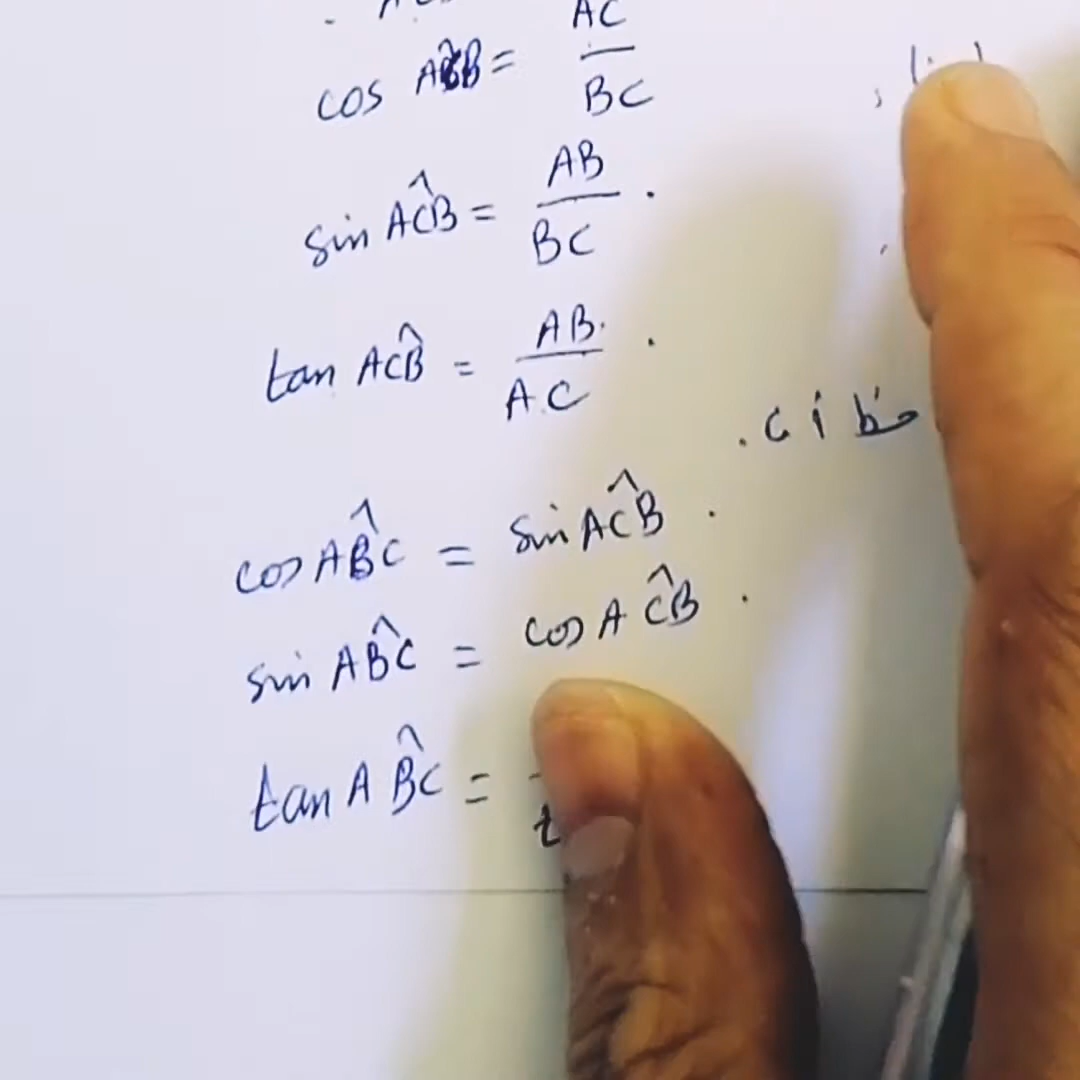 cos AĈB = AC / BC
sin AĈB = AB / BC .
tan AĈB = AB / AC .
cos AB̂C = sin AĈB .
sin AB̂C = cos AĈB .
tan AB̂C =